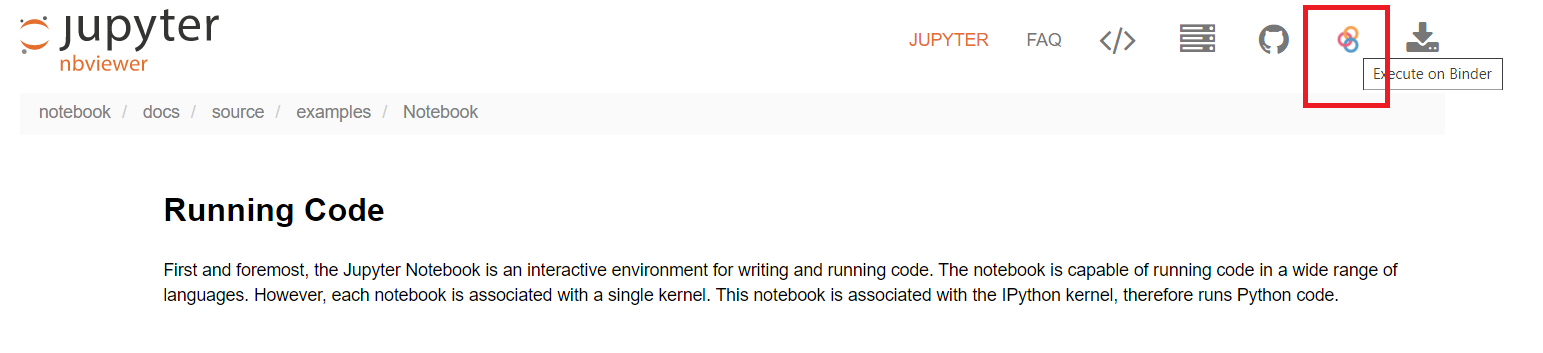 jupyter
nbviewer
JUPYTER FAQ </>
Execute on Binder
notebook / docs / source / examples / Notebook
Running Code
First and foremost, the Jupyter Notebook is an interactive environment for writing and running code. The notebook is capable of running code in a wide range of
languages. However, each notebook is associated with a single kernel. This notebook is associated with the IPython kernel, therefore runs Python code.